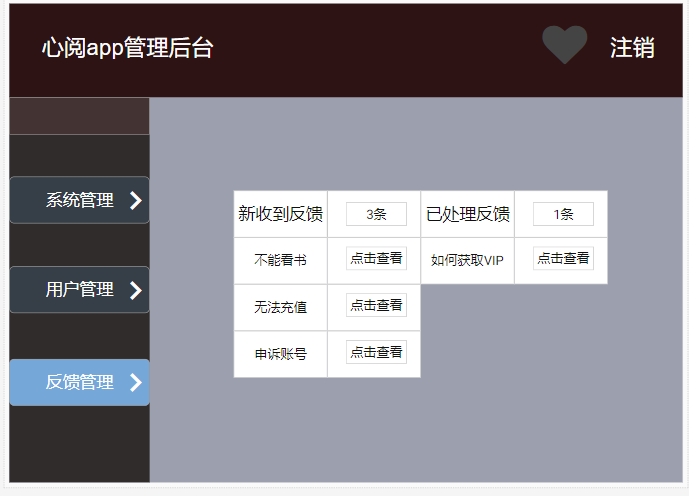 心阅app管理后台
注销
系统管理
用户管理
反馈管理
新收到反馈 3条 已处理反馈 1条
不能看书 点击查看 如何获取VIP 点击查看
无法充值 点击查看
申诉账号 点击查看